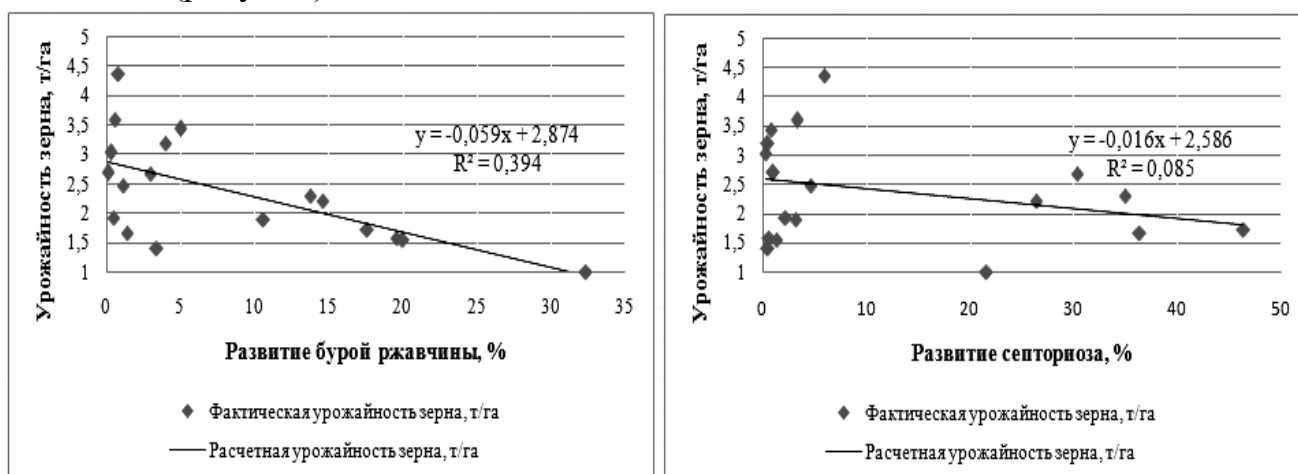 Урожайность зерна, т/га
5
4,5
4
3,5
3
2,5
2
1,5
1
y = -0,059x + 2,874
R² = 0,394
0 5 10 15 20 25 30 35
Развитие бурой ржавчины, %
Фактическая урожайность зерна, т/га
Расчетная урожайность зерна, т/га
Урожайность зерна, т/га
5
4,5
4
3,5
3
2,5
2
1,5
1
y = -0,016x + 2,586
R² = 0,085
0 10 20 30 40 50
Развитие септориоза, %
Фактическая урожайность зерна, т/га
Расчетная урожайность зерна, т/га